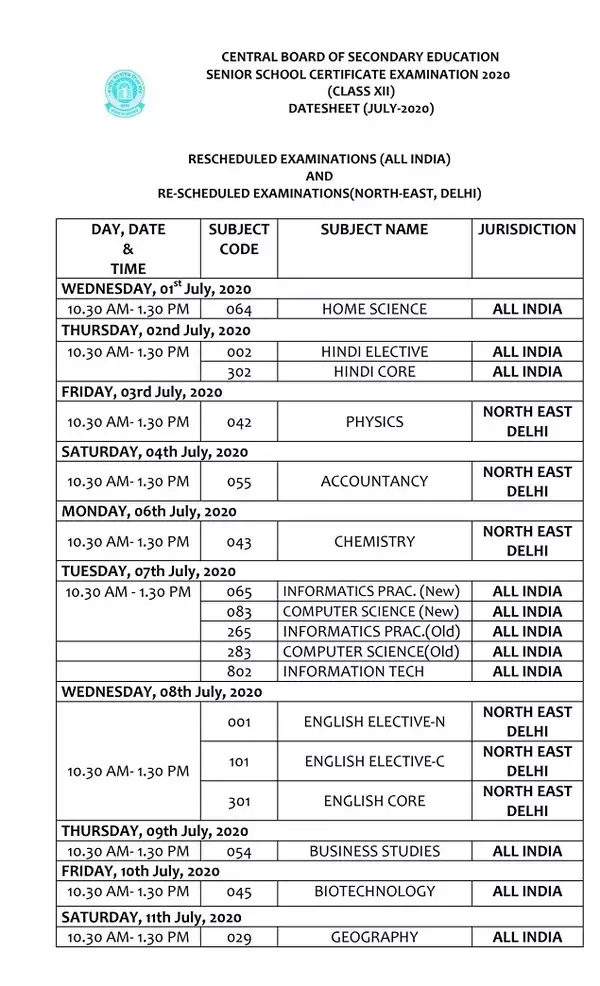 CENTRAL BOARD OF SECONDARY EDUCATION
SENIOR SCHOOL CERTIFICATE EXAMINATION 2020
(CLASS XII)
DATESHEET (JULY-2020)
RESCHEDULED EXAMINATIONS (ALL INDIA)
AND
RE-SCHEDULED EXAMINATIONS(NORTH-EAST, DELHI)
DAY, DATE & TIME SUBJECT CODE SUBJECT NAME JURISDICTION
WEDNESDAY, 01st July, 2020
10.30 AM- 1.30 PM 064 HOME SCIENCE ALL INDIA
THURSDAY, 02nd July, 2020
10.30 AM- 1.30 PM 002 HINDI ELECTIVE ALL INDIA
302 HINDI CORE ALL INDIA
FRIDAY, 03rd July, 2020
10.30 AM- 1.30 PM 042 PHYSICS NORTH EAST DELHI
SATURDAY, 04th July, 2020
10.30 AM- 1.30 PM 055 ACCOUNTANCY NORTH EAST DELHI
MONDAY, 06th July, 2020
10.30 AM- 1.30 PM 043 CHEMISTRY NORTH EAST DELHI
TUESDAY, 07th July, 2020
10.30 AM - 1.30 PM 065 INFORMATICS PRAC. (New) ALL INDIA
083 COMPUTER SCIENCE (New) ALL INDIA
265 INFORMATICS PRAC.(Old) ALL INDIA
283 COMPUTER SCIENCE(Old) ALL INDIA
802 INFORMATION TECH ALL INDIA
WEDNESDAY, 08th July, 2020
10.30 AM- 1.30 PM 001 ENGLISH ELECTIVE-N NORTH EAST DELHI
101 ENGLISH ELECTIVE-C NORTH EAST DELHI
301 ENGLISH CORE NORTH EAST DELHI
THURSDAY, 09th July, 2020
10.30 AM- 1.30 PM 054 BUSINESS STUDIES ALL INDIA
FRIDAY, 10th July, 2020
10.30 AM- 1.30 PM 045 BIOTECHNOLOGY ALL INDIA
SATURDAY, 11th July, 2020
10.30 AM- 1.30 PM 029 GEOGRAPHY ALL INDIA